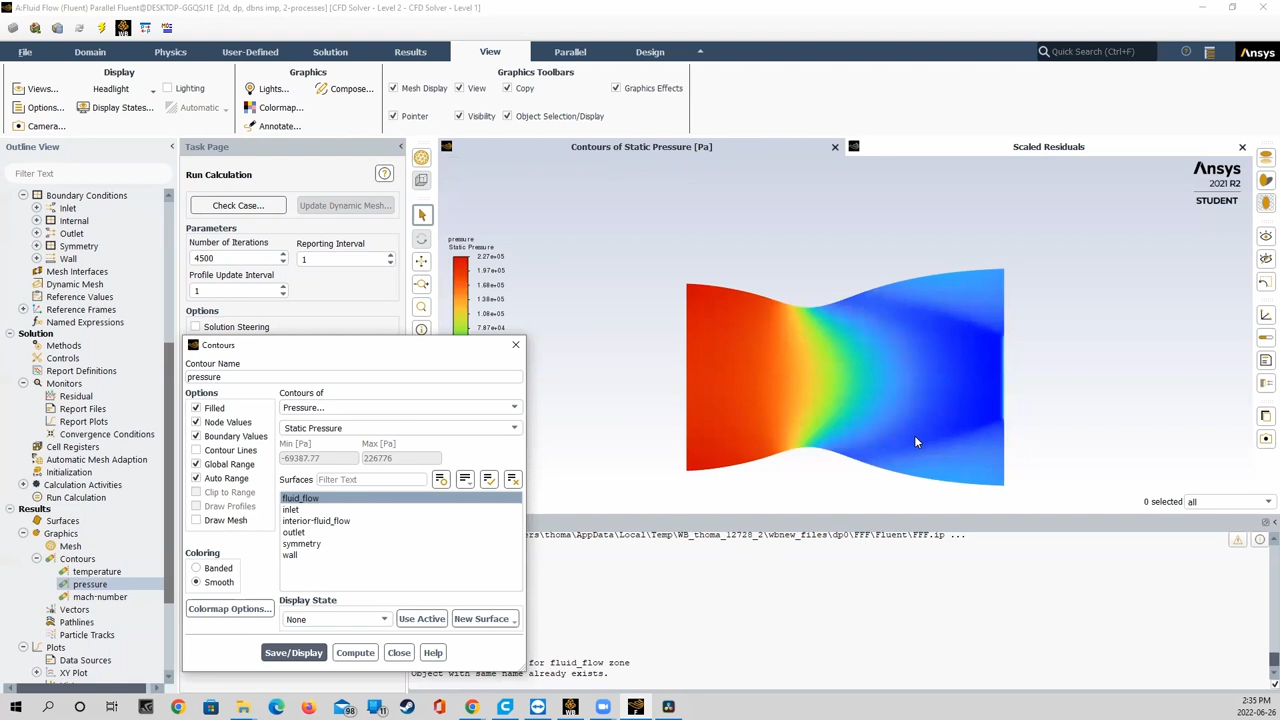 A:Fluid Flow (Fluent) Parallel Fluent@DESKTOP-GGQSJ1E [2d, dp, dbns imp, 2-processes] [CFD Solver - Level 2 - CFD Solver - Level 1]
File Domain Physics User-Defined Solution Results View Parallel Design Quick Search (Ctrl+F) Ansys
Display Graphics Graphics Toolbars
Views... Headlight Lighting Lights... Compose... Mesh Display View Copy Graphics Effects
Options... Display States... Automatic Colormap... Pointer Visibility Object Selection/Display
Camera... Annotate...
Outline View
Filter Text
Boundary Conditions
Inlet
Internal
Outlet
Symmetry
Wall
Mesh Interfaces
Dynamic Mesh
Reference Values
Reference Frames
Named Expressions
Solution
Methods
Controls
Report Definitions
Monitors
Residual
Report Files
Report Plots
Convergence Conditions
Cell Registers
Automatic Mesh Adaption
Initialization
Calculation Activities
Run Calculation
Results
Surfaces
Graphics
Mesh
Contours
temperature
pressure
mach-number
Vectors
Pathlines
Particle Tracks
Plots
Data Sources
XY Plot
Task Page
Run Calculation
Check Case... Update Dynamic Mesh...
Parameters
Number of Iterations Reporting Interval
4500 1
Profile Update Interval
1
Options
Solution Steering
Contours
Contour Name
pressure
Options
Filled
Node Values
Boundary Values
Contour Lines
Global Range
Auto Range
Clip to Range
Draw Profiles
Draw Mesh
Coloring
Banded
Smooth
Colormap Options...
Contours of
Pressure...
Static Pressure
Min [Pa] Max [Pa]
-69387.77 226776
Surfaces Filter Text
fluid_flow
inlet
interior-fluid_flow
outlet
symmetry
wall
Display State
None Use Active New Surface
Save/Display Compute Close Help
Contours of Static Pressure [Pa] Scaled Residuals
Ansys
2021 R2
STUDENT
pressure
Static Pressure
2.27e+05
1.97e+05
1.68e+05
1.38e+05
1.08e+05
7.87e+04
0 selected all
ers\thoma\AppData\Local\Temp\WB_thoma_12728_2\wbnew_files\dp0\FFF\Fluent\FFF.ip ...
for fluid_flow zone
Object with same name already exists.
98 11 2:35 PM
2022-06-26